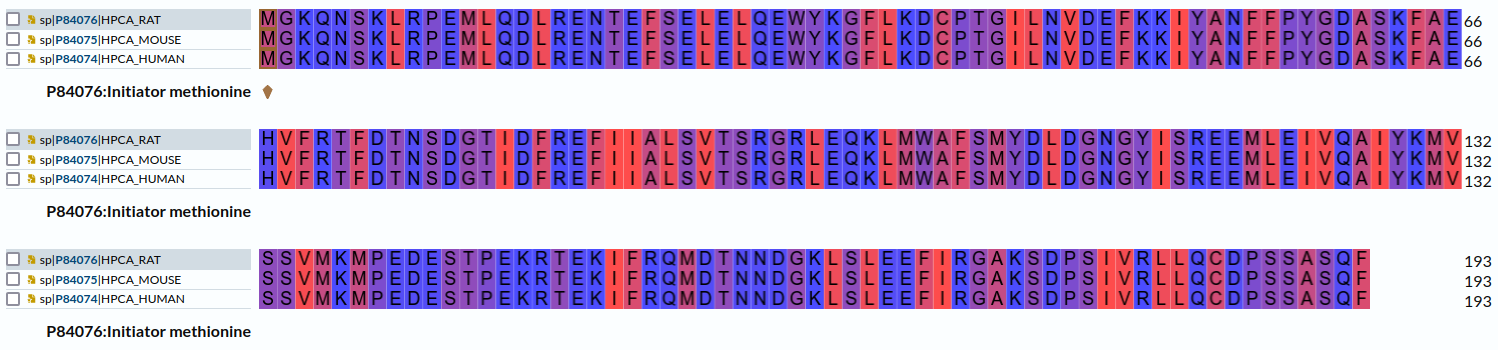 sp|P84076|HPCA_RAT MGKQNSKLRPEMLQDLRENTEFSELELQEWYKGFLKDCPTGILNVDEFKKIYANFFPYGDASKFAE 66
sp|P84075|HPCA_MOUSE MGKQNSKLRPEMLQDLRENTEFSELELQEWYKGFLKDCPTGILNVDEFKKIYANFFPYGDASKFAE 66
sp|P84074|HPCA_HUMAN MGKQNSKLRPEMLQDLRENTEFSELELQEWYKGFLKDCPTGILNVDEFKKIYANFFPYGDASKFAE 66
P84076:Initiator methionine
sp|P84076|HPCA_RAT HVFRTFDTNSDGTIDFREFIIALSVTSRGRLEQKLMWAFSMYDLDGNGYISREEMLEIVQAIYKMV 132
sp|P84075|HPCA_MOUSE HVFRTFDTNSDGTIDFREFIIALSVTSRGRLEQKLMWAFSMYDLDGNGYISREEMLEIVQAIYKMV 132
sp|P84074|HPCA_HUMAN HVFRTFDTNSDGTIDFREFIIALSVTSRGRLEQKLMWAFSMYDLDGNGYISREEMLEIVQAIYKMV 132
P84076:Initiator methionine
sp|P84076|HPCA_RAT SSVMKMPEDESTPEKRTEKIFRQMDTNNDGKLSLEEFIRGAKSDPSIVRLLQCDPSSASQF 193
sp|P84075|HPCA_MOUSE SSVMKMPEDESTPEKRTEKIFRQMDTNNDGKLSLEEFIRGAKSDPSIVRLLQCDPSSASQF 193
sp|P84074|HPCA_HUMAN SSVMKMPEDESTPEKRTEKIFRQMDTNNDGKLSLEEFIRGAKSDPSIVRLLQCDPSSASQF 193
P84076:Initiator methionine